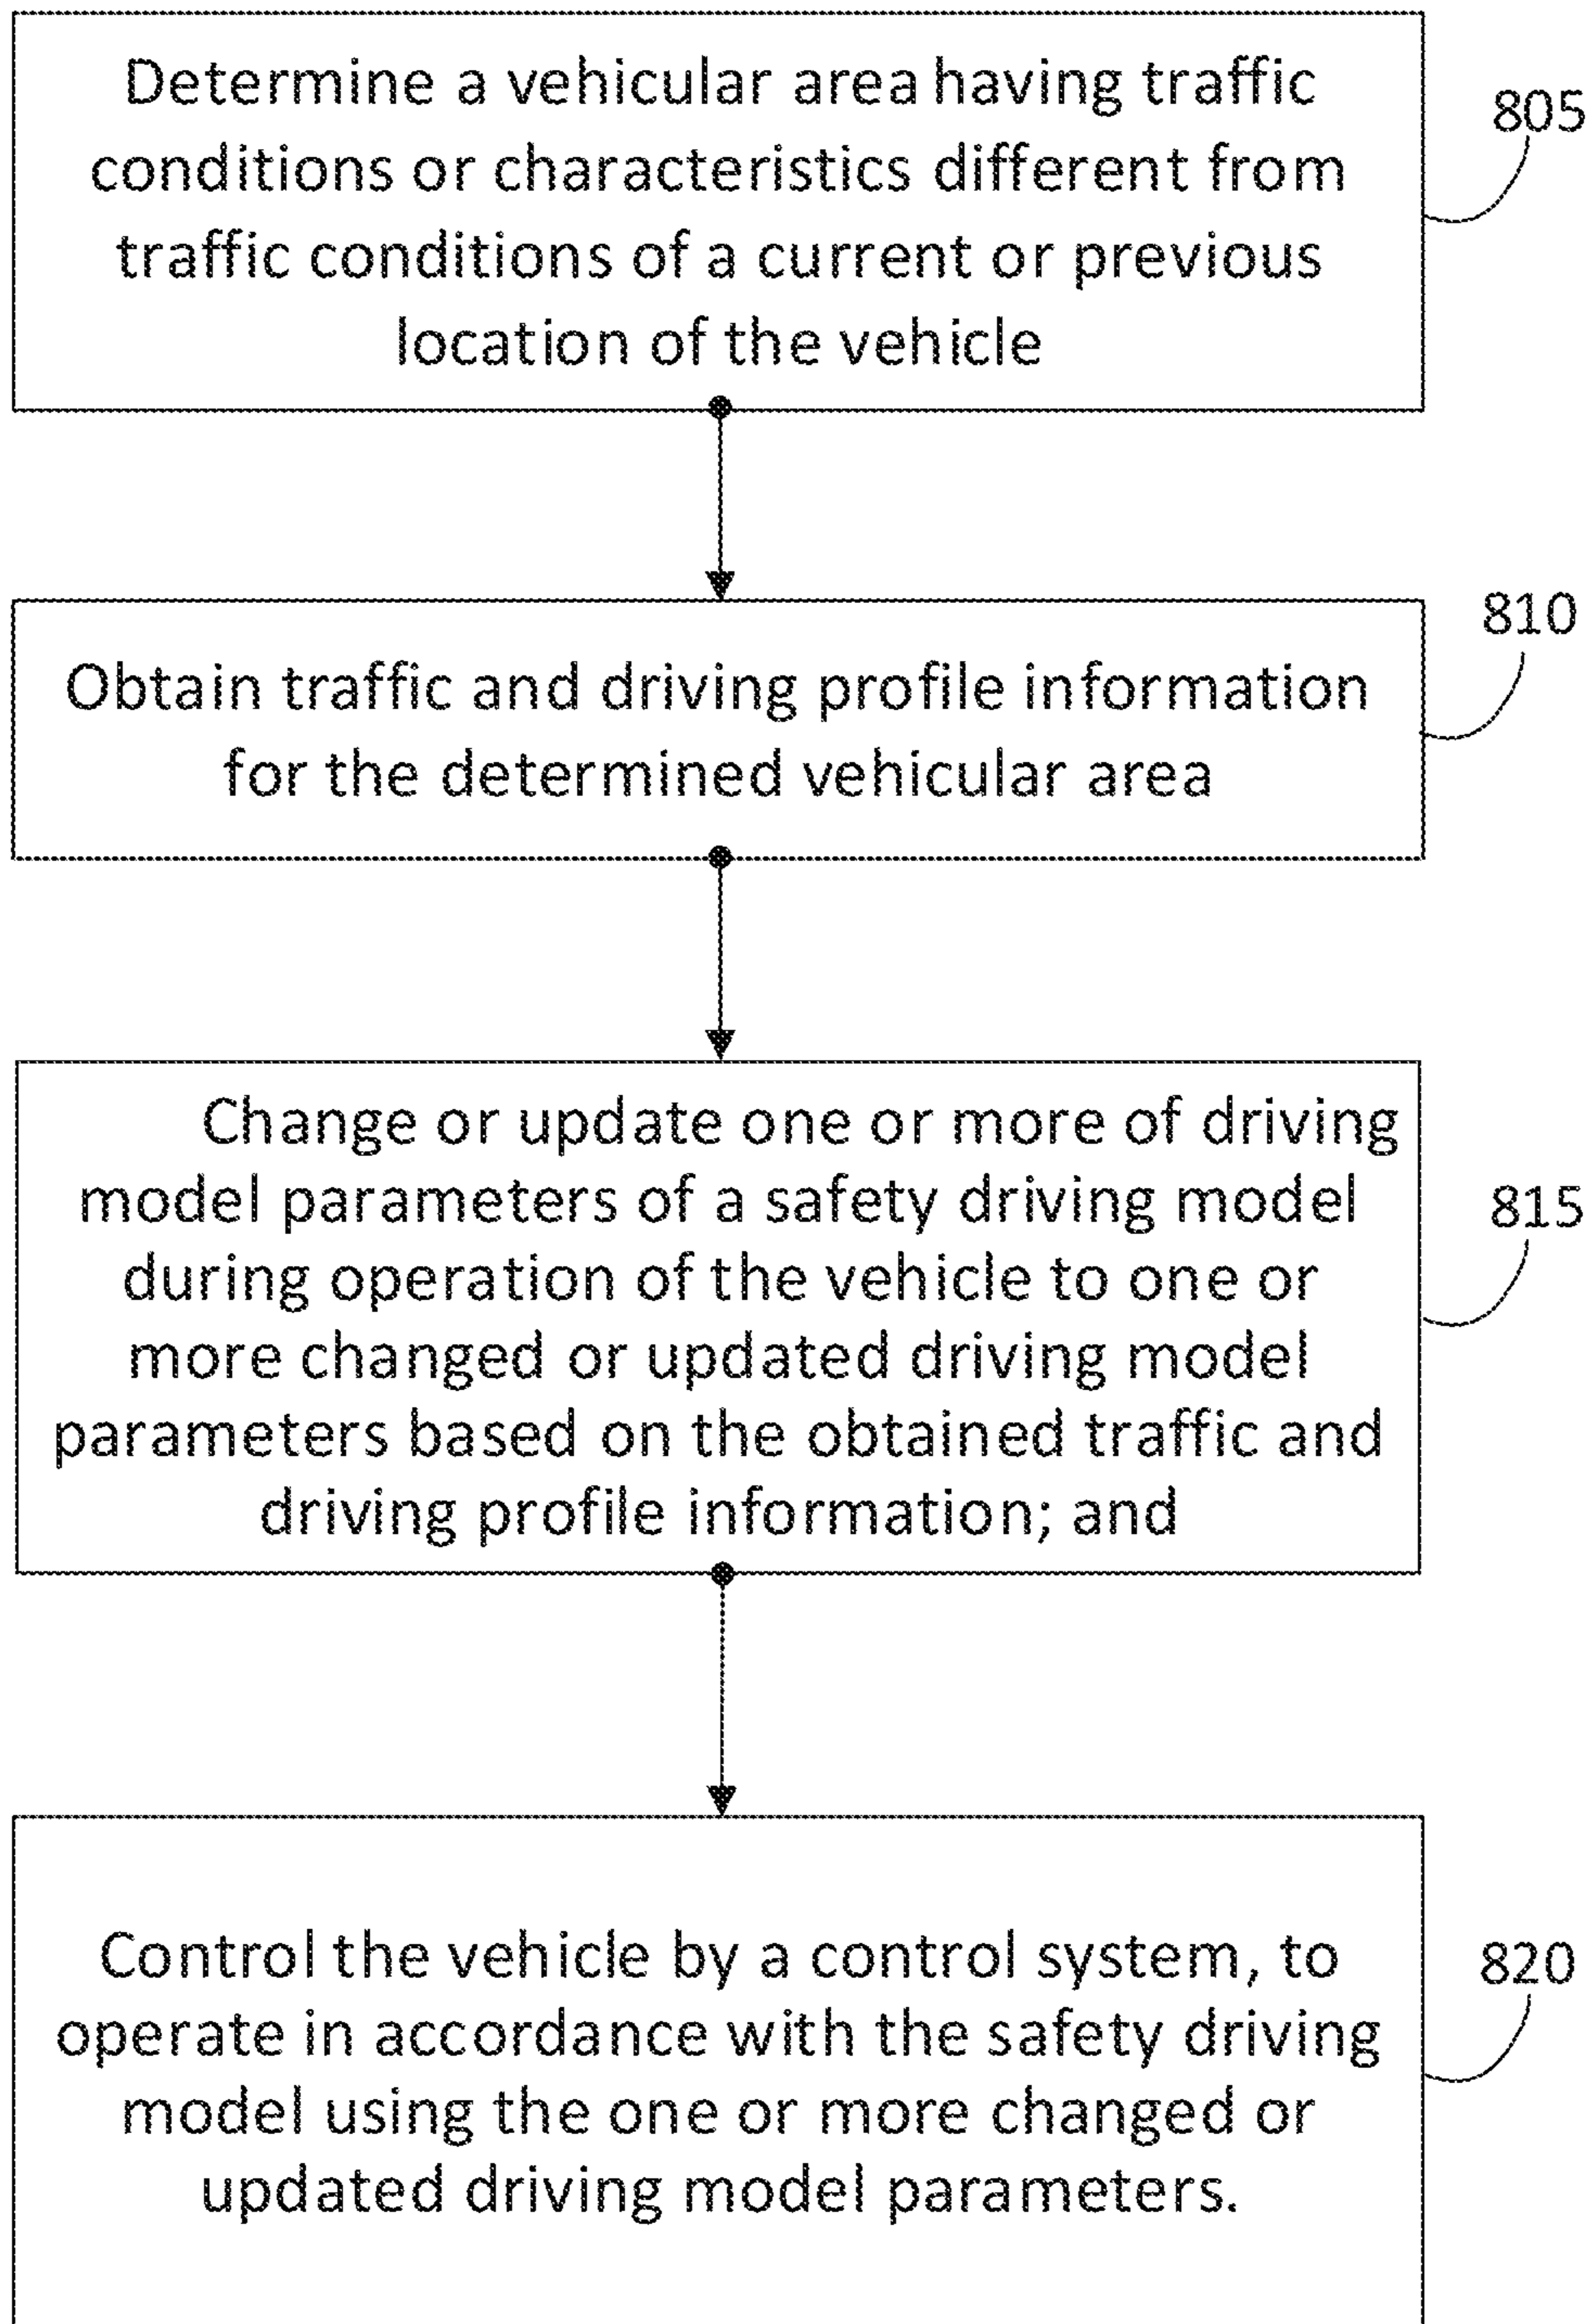 Determine a vehicular area having traffic
conditions or characteristics different from
traffic conditions of a current or previous
location of the vehicle
805
Obtain traffic and driving profile information
for the determined vehicular area
810
Change or update one or more of driving
model parameters of a safety driving model
during operation of the vehicle to one or
more changed or updated driving model
parameters based on the obtained traffic and
driving profile information; and
815
Control the vehicle by a control system, to
operate in accordance with the safety driving
model using the one or more changed or
updated driving model parameters.
820